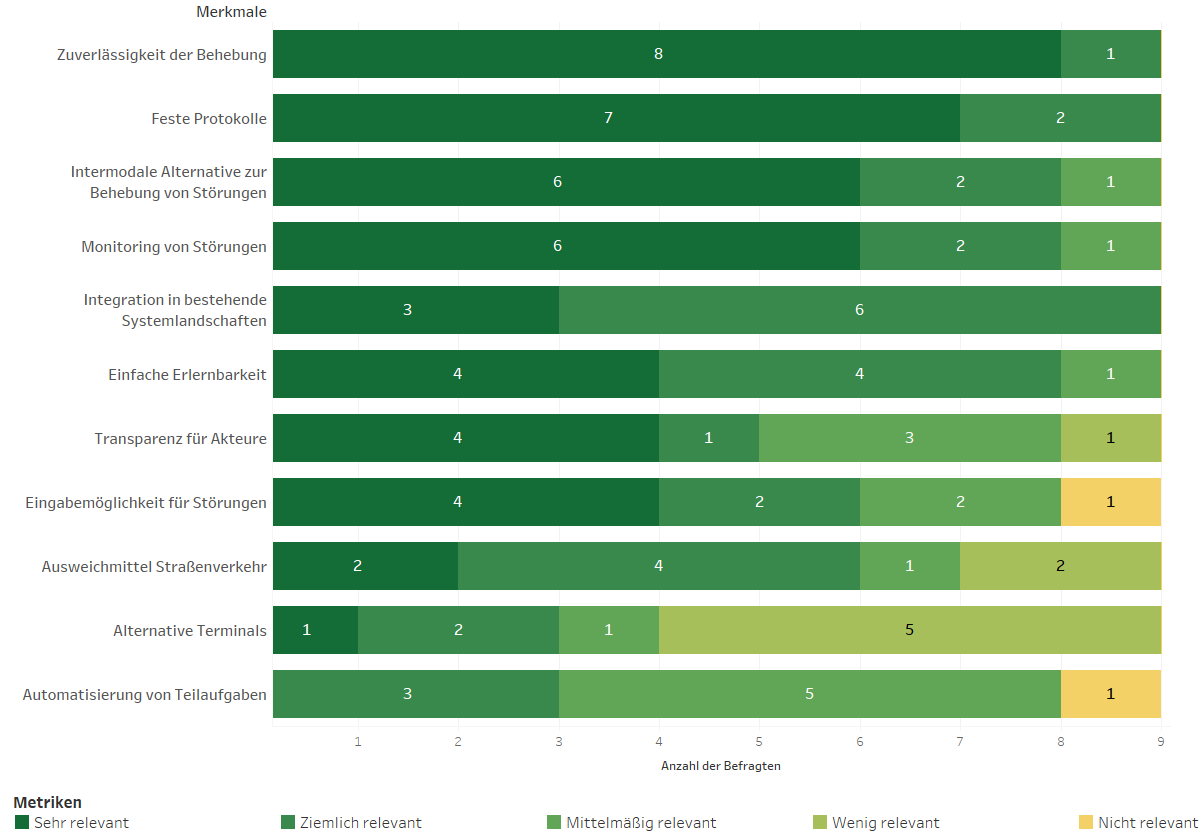 Merkmale
Zuverlässigkeit der Behebung
8
1
Feste Protokolle
7
2
Intermodale Alternative zur
Behebung von Störungen
6
2
1
Monitoring von Störungen
6
2
1
Integration in bestehende
Systemlandschaften
3
6
Einfache Erlernbarkeit
4
4
1
Transparenz für Akteure
4
1
3
1
Eingabemöglichkeit für Störungen
4
2
2
1
Ausweichmittel Straßenverkehr
2
4
1
2
Alternative Terminals
1
2
1
5
Automatisierung von Teilaufgaben
3
5
1
1 2 3 4 5 6 7 8 9
Anzahl der Befragten
Metriken
Sehr relevant
Ziemlich relevant
Mittelmäßig relevant
Wenig relevant
Nicht relevant